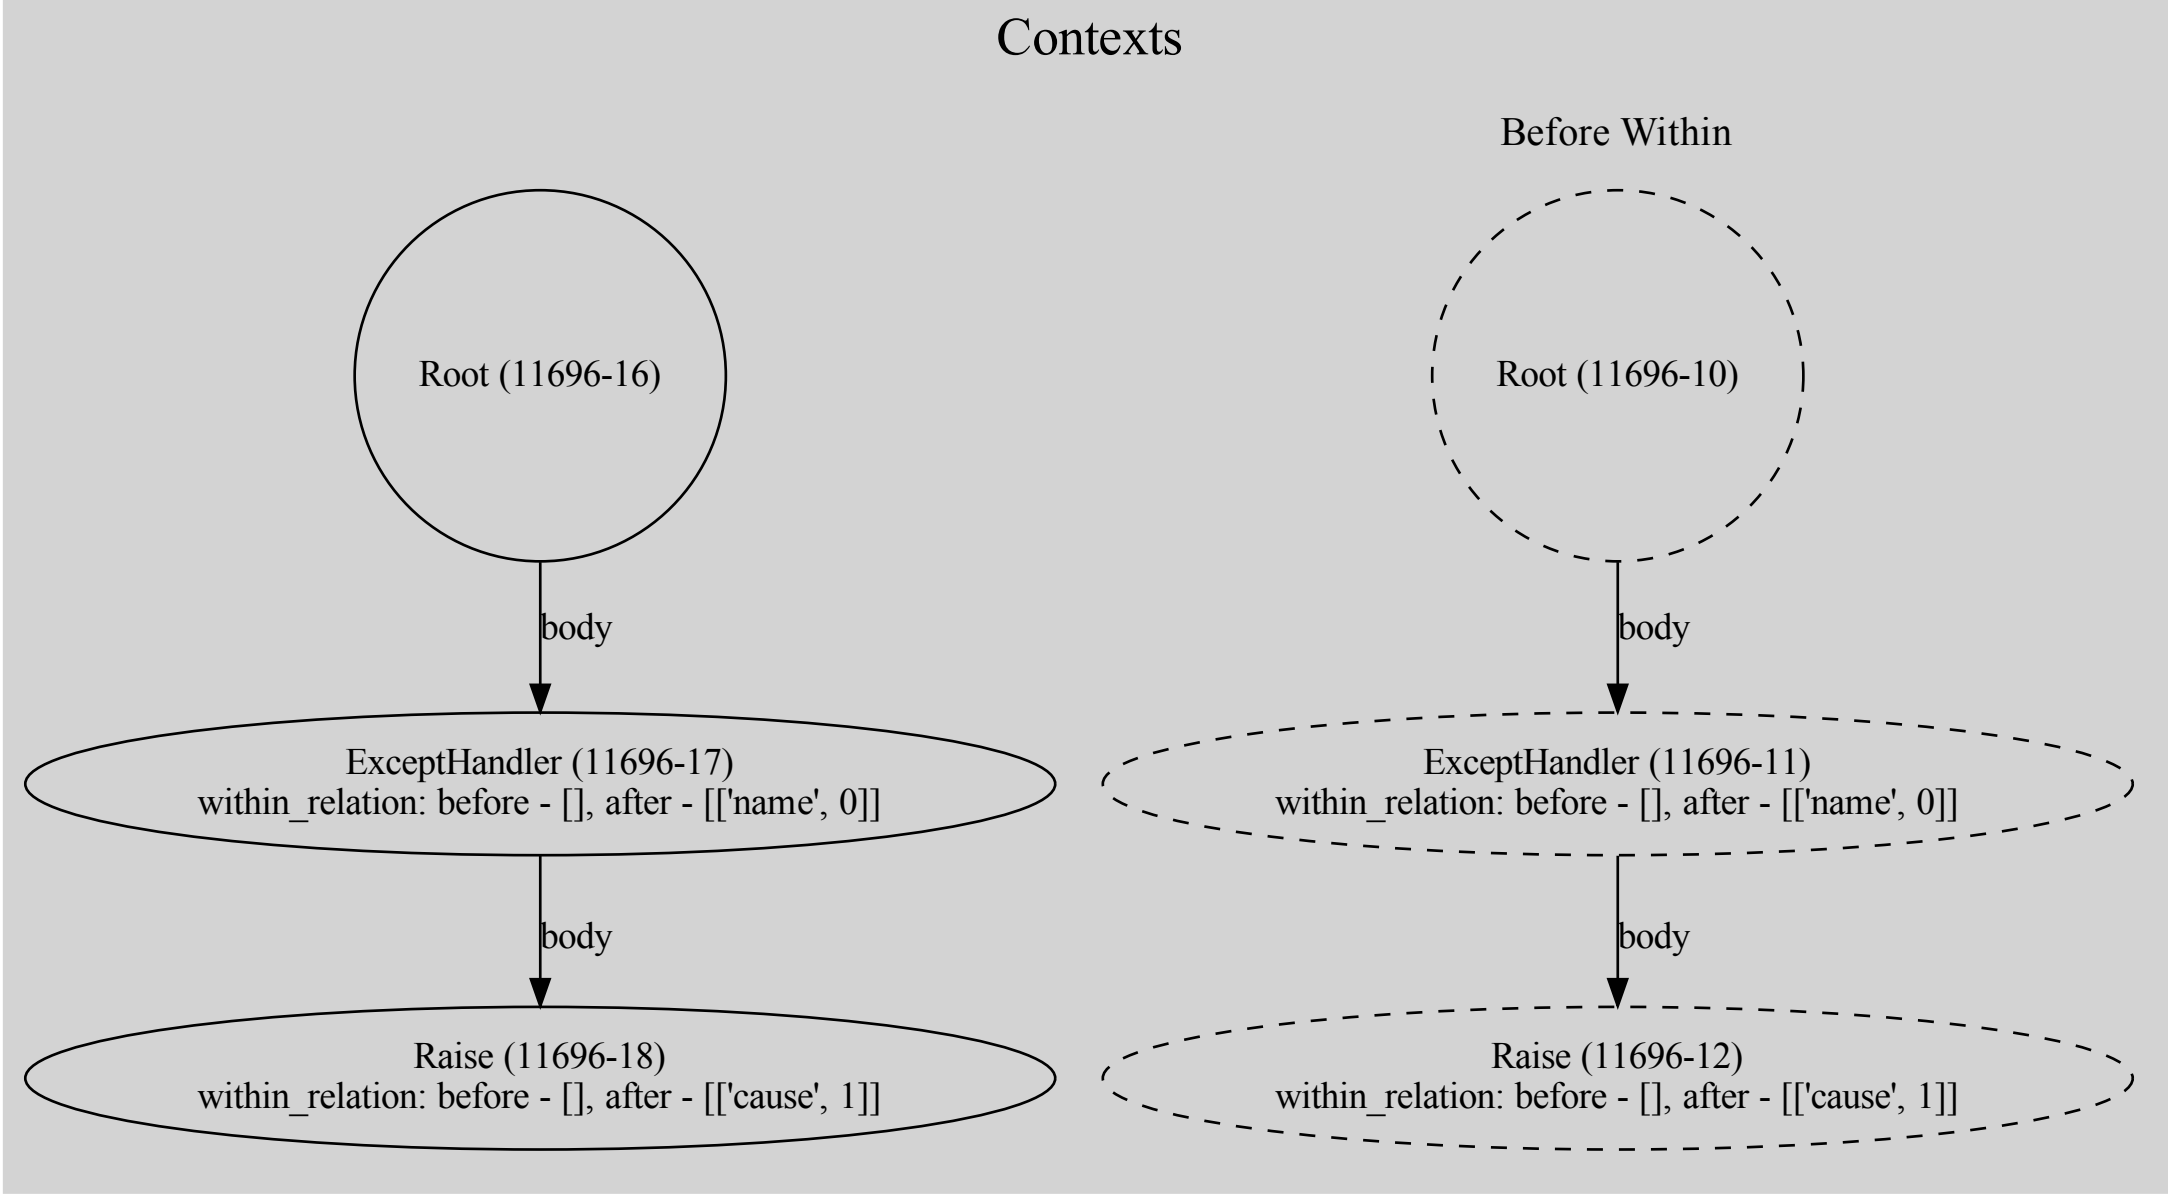 Contexts
Before Within
Root (11696-16)
Root (11696-10)
body
body
ExceptHandler (11696-17)
within_relation: before - [], after - [['name', 0]]
ExceptHandler (11696-11)
within_relation: before - [], after - [['name', 0]]
body
body
Raise (11696-18)
within_relation: before - [], after - [['cause', 1]]
Raise (11696-12)
within_relation: before - [], after - [['cause', 1]]